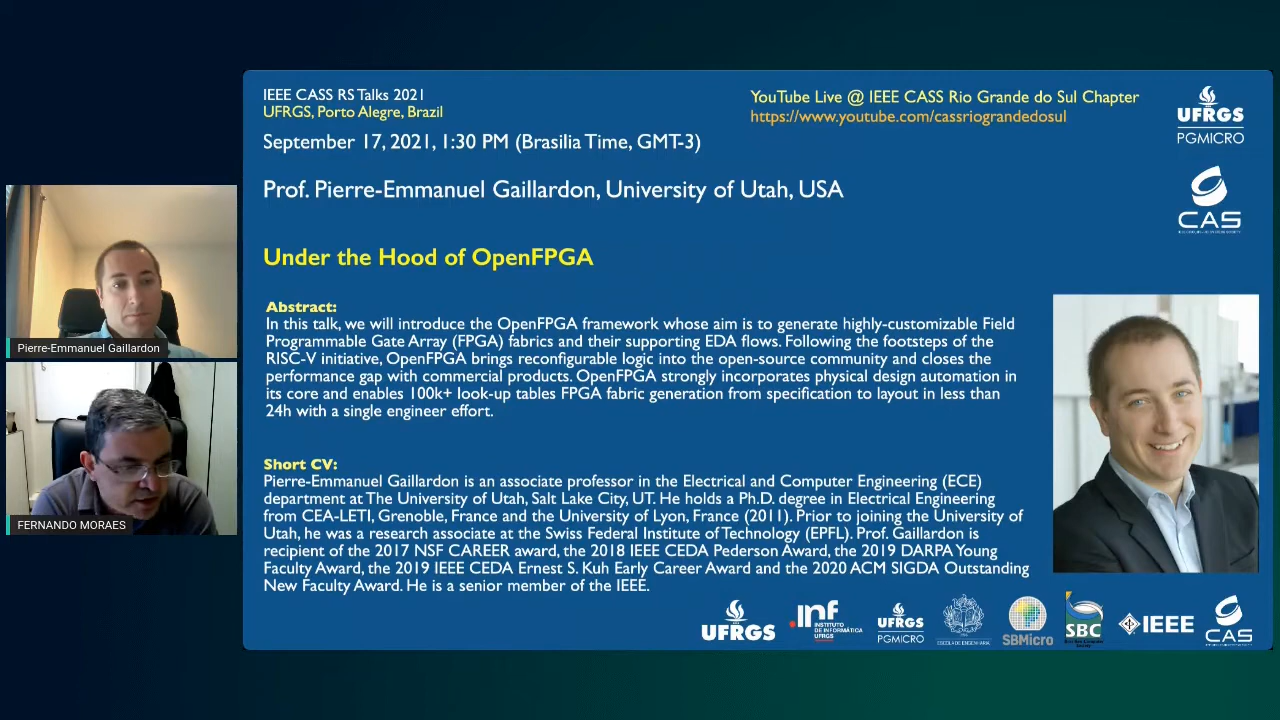 IEEE CASS RS Talks 2021
UFRGS, Porto Alegre, Brazil
September 17, 2021, 1:30 PM (Brasilia Time, GMT-3)
YouTube Live @ IEEE CASS Rio Grande do Sul Chapter
https://www.youtube.com/cassriograndedosul
UFRGS
PGMICRO
CAS
Prof. Pierre-Emmanuel Gaillardon, University of Utah, USA
Under the Hood of OpenFPGA
Abstract:
In this talk, we will introduce the OpenFPGA framework whose aim is to generate highly-customizable Field
Programmable Gate Array (FPGA) fabrics and their supporting EDA flows. Following the footsteps of the
RISC-V initiative, OpenFPGA brings reconfigurable logic into the open-source community and closes the
performance gap with commercial products. OpenFPGA strongly incorporates physical design automation in
its core and enables 100k+ look-up tables FPGA fabric generation from specification to layout in less than
24h with a single engineer effort.
Short CV:
Pierre-Emmanuel Gaillardon is an associate professor in the Electrical and Computer Engineering (ECE)
department at The University of Utah, Salt Lake City, UT. He holds a Ph.D. degree in Electrical Engineering
from CEA-LETI, Grenoble, France and the University of Lyon, France (2011). Prior to joining the University of
Utah, he was a research associate at the Swiss Federal Institute of Technology (EPFL). Prof. Gaillardon is
recipient of the 2017 NSF CAREER award, the 2018 IEEE CEDA Pederson Award, the 2019 DARPA Young
Faculty Award, the 2019 IEEE CEDA Ernest S. Kuh Early Career Award and the 2020 ACM SIGDA Outstanding
New Faculty Award. He is a senior member of the IEEE.
Pierre-Emmanuel Gaillardon
FERNANDO MORAES
UFRGS
inf
INSTITUTO
DE INFORMÁTICA
UFRGS
UFRGS
PGMICRO
ESCOLA DE ENGENHARIA
SBMicro
SBC
IEEE
CAS